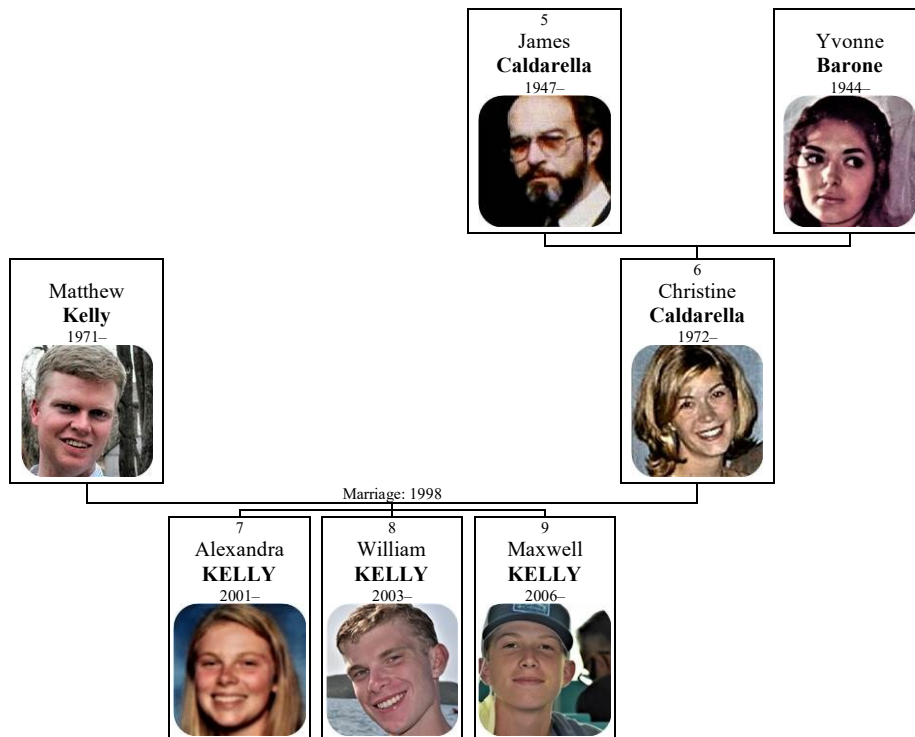 5
James
Caldarella
1947–
Yvonne
Barone
1944–
Matthew
Kelly
1971–
6
Christine
Caldarella
1972–
Marriage: 1998
7
Alexandra
KELLY
2001–
8
William
KELLY
2003–
9
Maxwell
KELLY
2006–